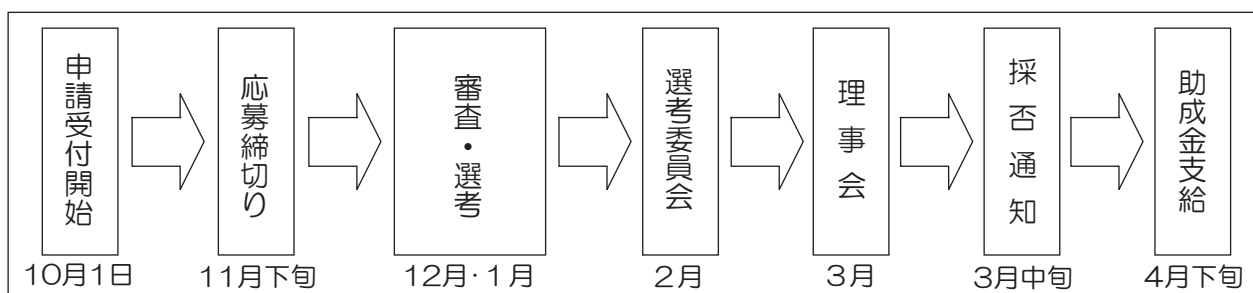 申請受付開始
応募締切り
審査・選考
選考委員会
理事会
採否通知
助成金支給
10月1日
11月下旬
12月･1月
2月
3月
3月中旬
4月下旬